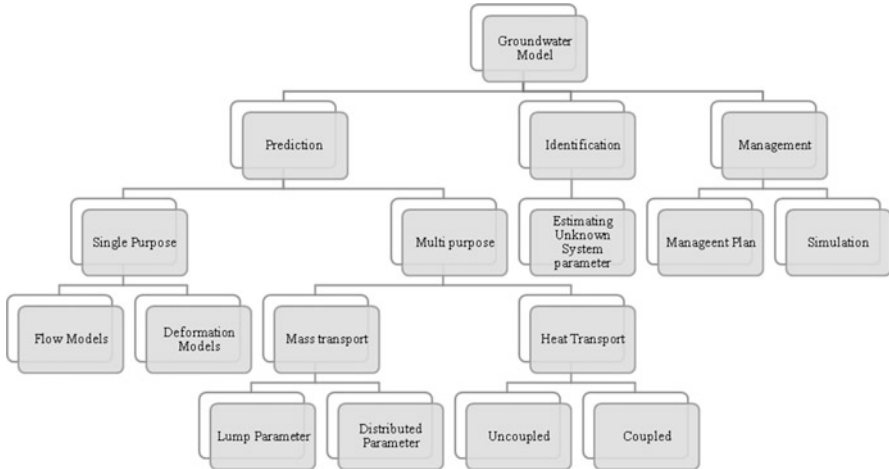 Groundwater
Model
Prediction
Identification
Management
Single Purpose
Multi purpose
Estimating
Unknown
System
parameter
Manageent Plan
Simulation
Flow Models
Deformation
Models
Mass transport
Heat Transport
Lump Parameter
Distributed
Parameter
Uncoupled
Coupled